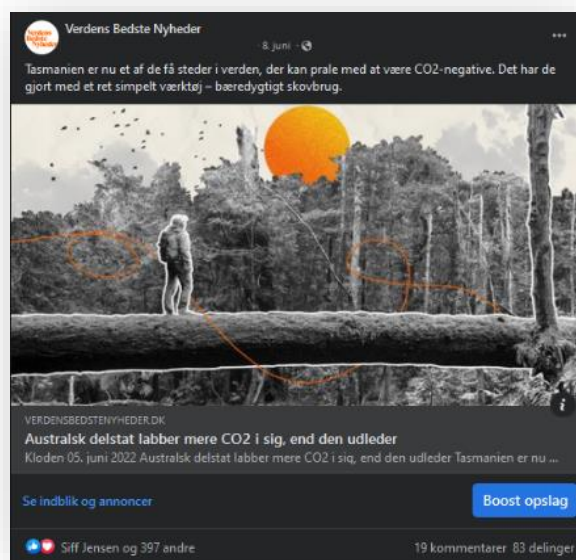 Verdens Bedste Nyheder
Verdens Bedste Nyheder
8. juni ·
Tasmanien er nu et af de få steder i verden, der kan prale med at være CO2-negative. Det har de
gjort med et ret simpelt værktøj – bæredygtigt skovbrug.
VERDENSBEDSTENYHEDER.DK
Australsk delstat labber mere CO2 i sig, end den udleder
Kloden 05. juni 2022 Australsk delstat labber mere CO2 i sig, end den udleder Tasmanien er nu ...
Se indblik og annoncer
Boost opslag
Siff Jensen og 397 andre
19 kommentarer 83 delinger